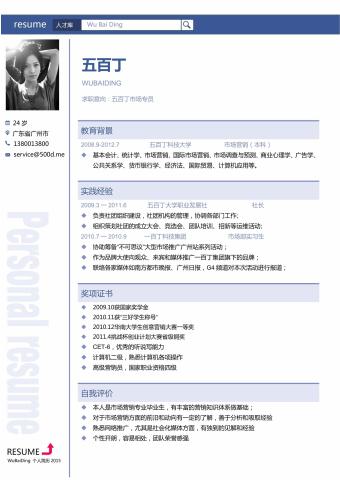 resume 人才库 Wu Bai Ding
五百丁
WUBAIDING
求职意向：五百丁市场专员
24 岁
广东省广州市
1380013800
service@500d.me
教育背景
2008.9-2012.7 五百丁科技大学 市场营销（本科）
基本会计、统计学、市场营销、国际市场营销、市场调查与预测、商业心理学、广告学、
公共关系学、货币银行学、经济法、国际贸易、计算机应用等。
实践经验
2009.3 — 2011.6 五百丁大学职业发展社 社长
负责社团组织建设，社团机构的管理，协调各部门工作;
组织策划社团的成立大会、竞选会、团队培训、招新等运维活动;
2010.7 — 2010.9 一百丁科技集团 市场部实习生
协助筹备"不可思议"大型市场推广广州站系列活动；
作为品牌大使向观众、来宾和媒体推广一百丁集团旗下的品牌；
联络各家媒体如南方都市晚报、广州日报，G4 频道对本次活动进行报道；
奖项证书
2009.10获国家奖学金
2010.11获"三好学生称号"
2010.12华南大学生创意营销大赛一等奖
2011.4挑战杯创业计划大赛省级铜奖
CET-6，优秀的听说写能力
计算机二级，熟悉计算机各项操作
高级营销员，国家职业资格四级
自我评价
本人是市场营销专业毕业生，有丰富的营销知识体系做基础；
对于市场营销方面的前沿和动向有一定的了解，善于分析和吸取经验
熟悉网络推广，尤其是社会化媒体方面，有独到的见解和经验
个性开朗，容易相处，团队荣誉感强
Personal resume
RESUME
WuBaiDing 个人简历 2015